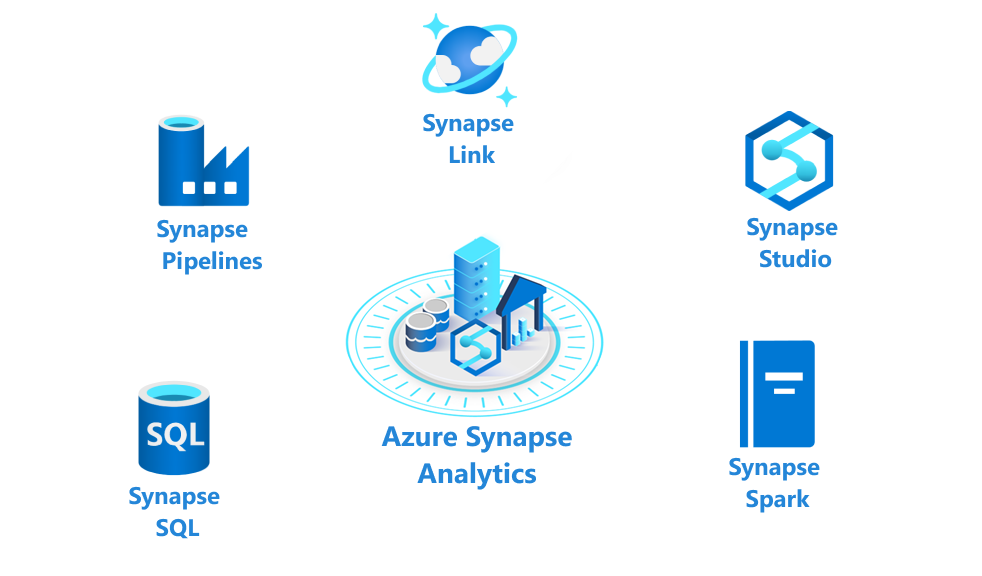 Synapse
Link
Synapse
Pipelines
Synapse
Studio
Azure Synapse
Analytics
SQL
Synapse
SQL
Synapse
Spark